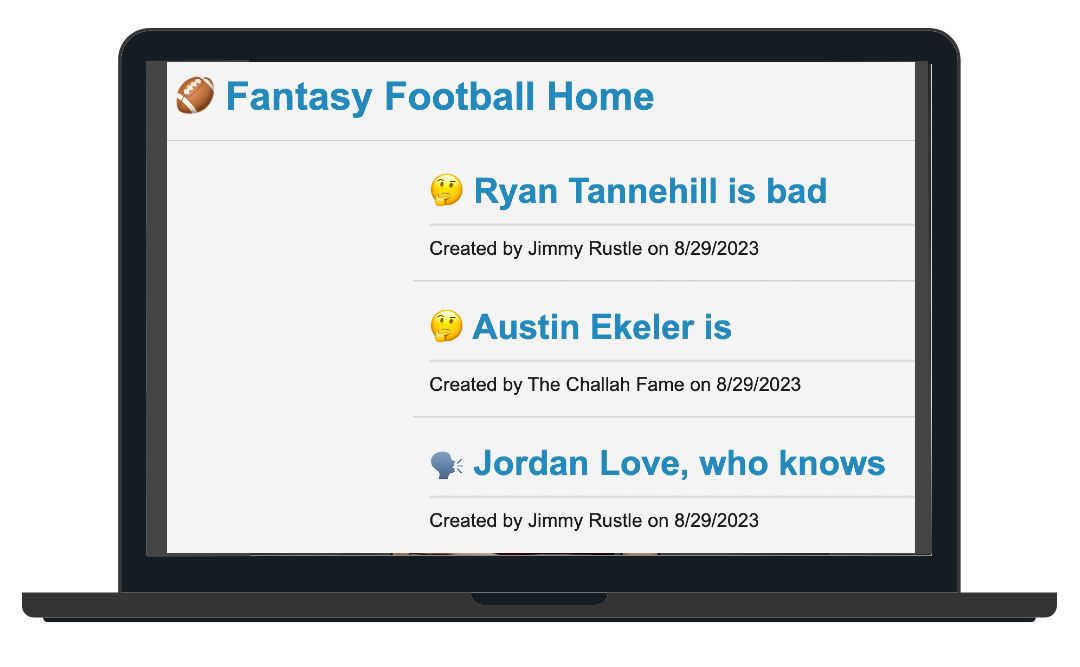 🏈 Fantasy Football Home
🤔 Ryan Tannehill is bad
Created by Jimmy Rustle on 8/29/2023
🤔 Austin Ekeler is
Created by The Challah Fame on 8/29/2023
🗣️ Jordan Love, who knows
Created by Jimmy Rustle on 8/29/2023